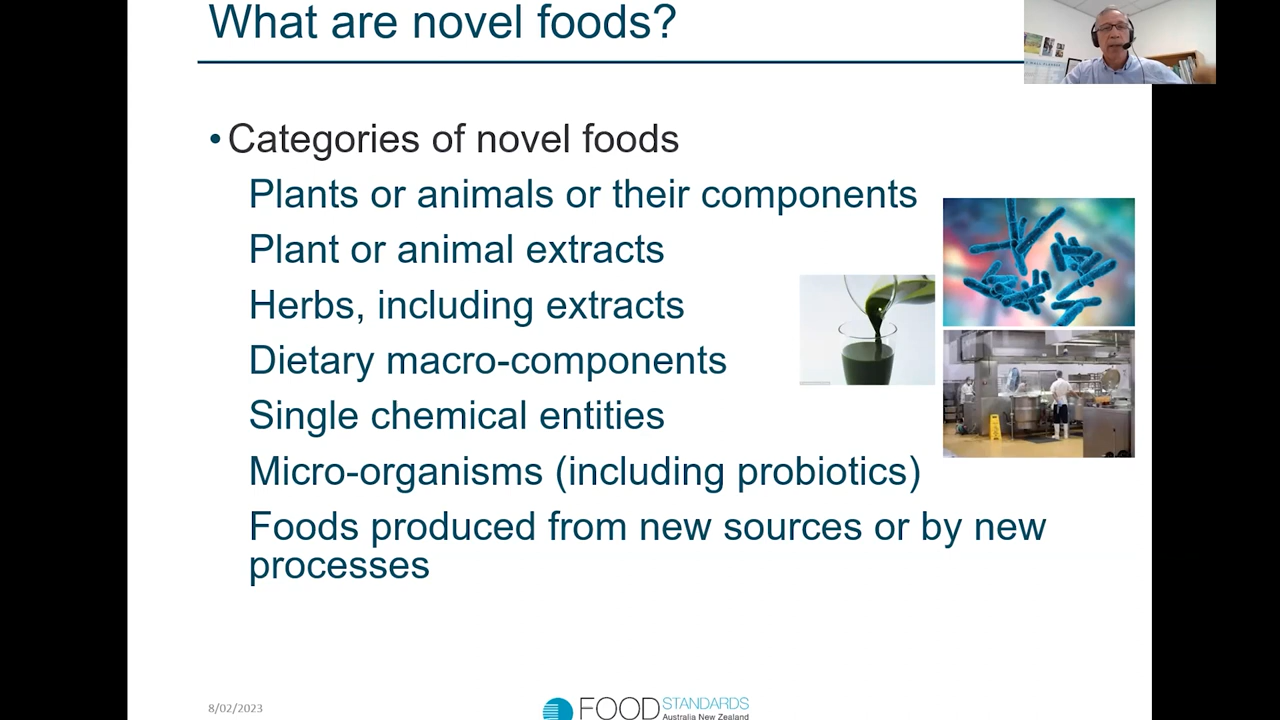 What are novel foods?
• Categories of novel foods
Plants or animals or their components
Plant or animal extracts
Herbs, including extracts
Dietary macro-components
Single chemical entities
Micro-organisms (including probiotics)
Foods produced from new sources or by new
processes
8/02/2023
FOOD STANDARDS
Australia New Zealand